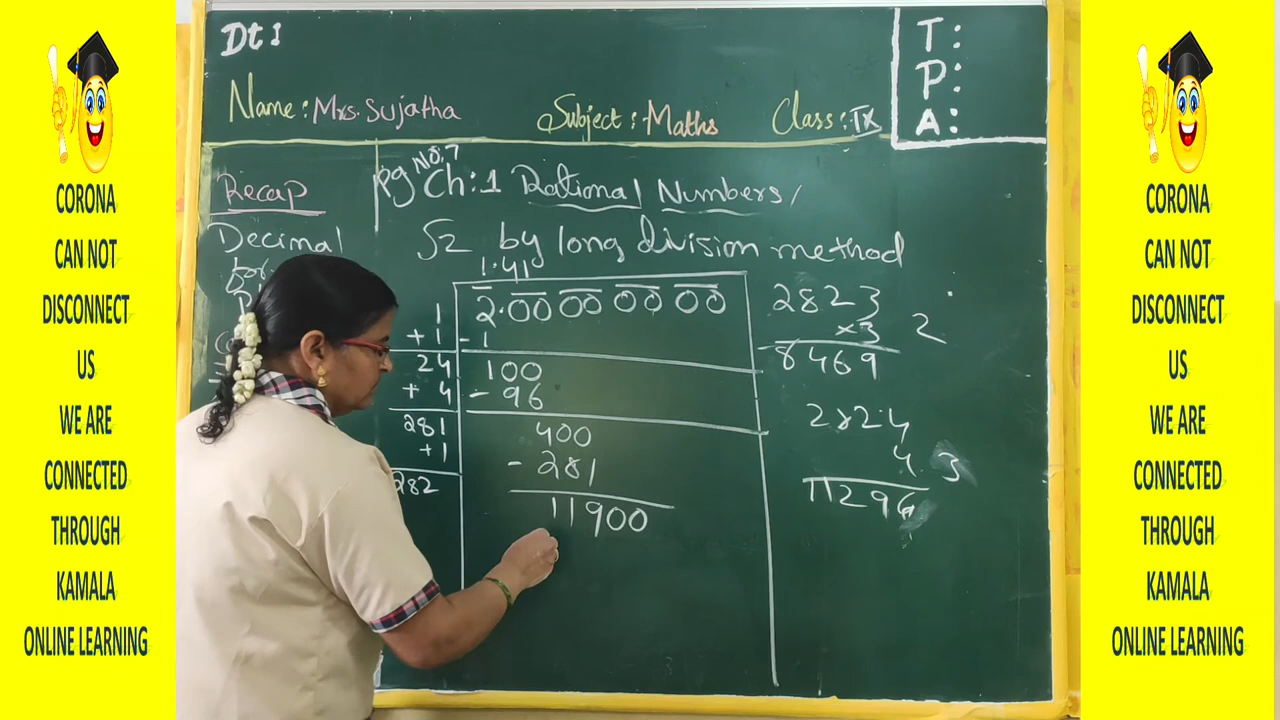 CORONA
CAN NOT
DISCONNECT
US
WE ARE
CONNECTED
THROUGH
KAMALA
ONLINE LEARNING
Dt :
Name : Mrs. Sujatha Subject : Maths Class : IX
T :
P :
A :
Recap
Decimal
pg No. 7
Ch : 1 Rational Numbers /
√2 by long division method
1.41
1 2.00 00 00 00
+ 1 - 1
24 100
+ 4 - 96
281 400
+1 - 281
282 11900
2823
×3 2
8469
2824
4 3
11296
CORONA
CAN NOT
DISCONNECT
US
WE ARE
CONNECTED
THROUGH
KAMALA
ONLINE LEARNING